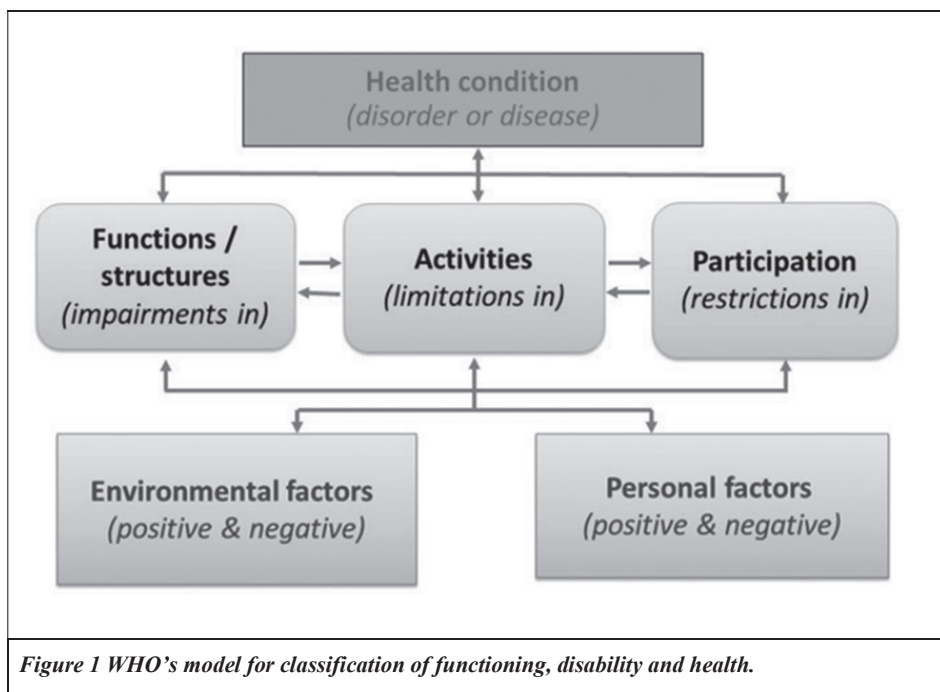 Health condition
(disorder or disease)
Functions /
structures
(impairments in)
Activities
(limitations in)
Participation
(restrictions in)
Environmental factors
(positive & negative)
Personal factors
(positive & negative)
Figure 1 WHO's model for classification of functioning, disability and health.